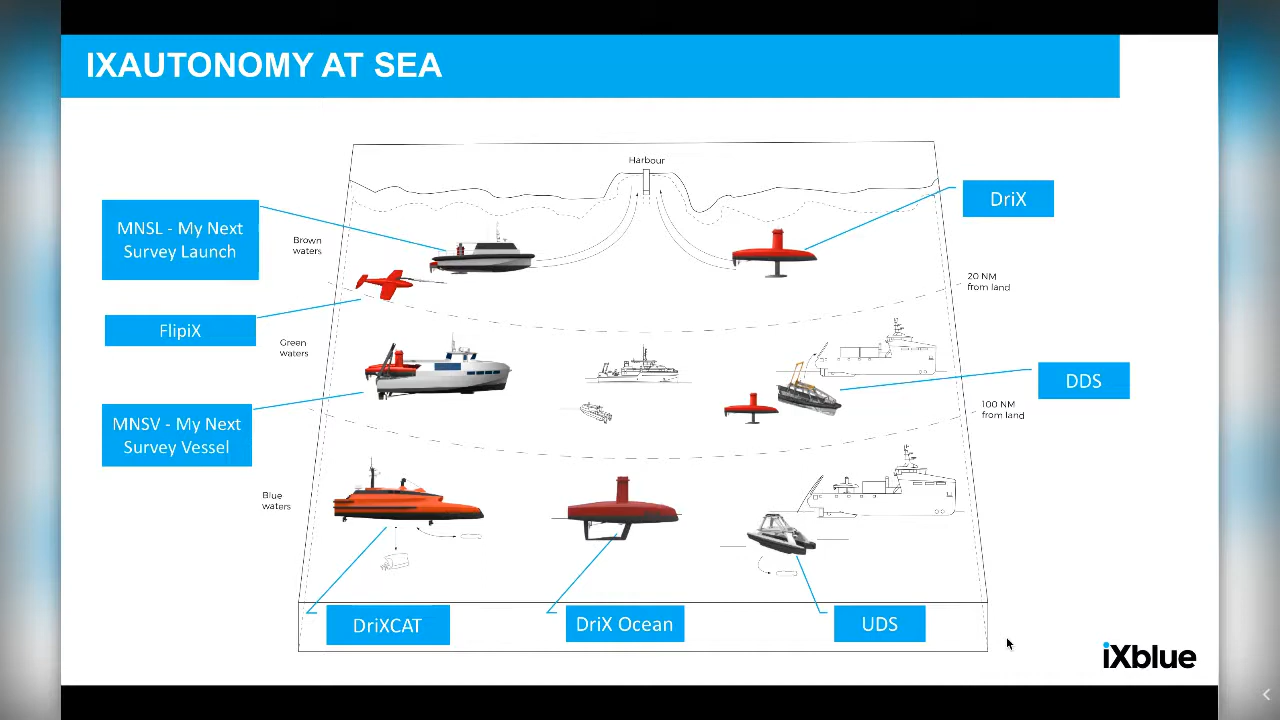 IXAUTONOMY AT SEA
Harbour
DriX
MNSL - My Next
Survey Launch
Brown
waters
20 NM
from land
FlipiX
Green
waters
DDS
100 NM
from land
MNSV - My Next
Survey Vessel
Blue
waters
DriXCAT
DriX Ocean
UDS
iXblue